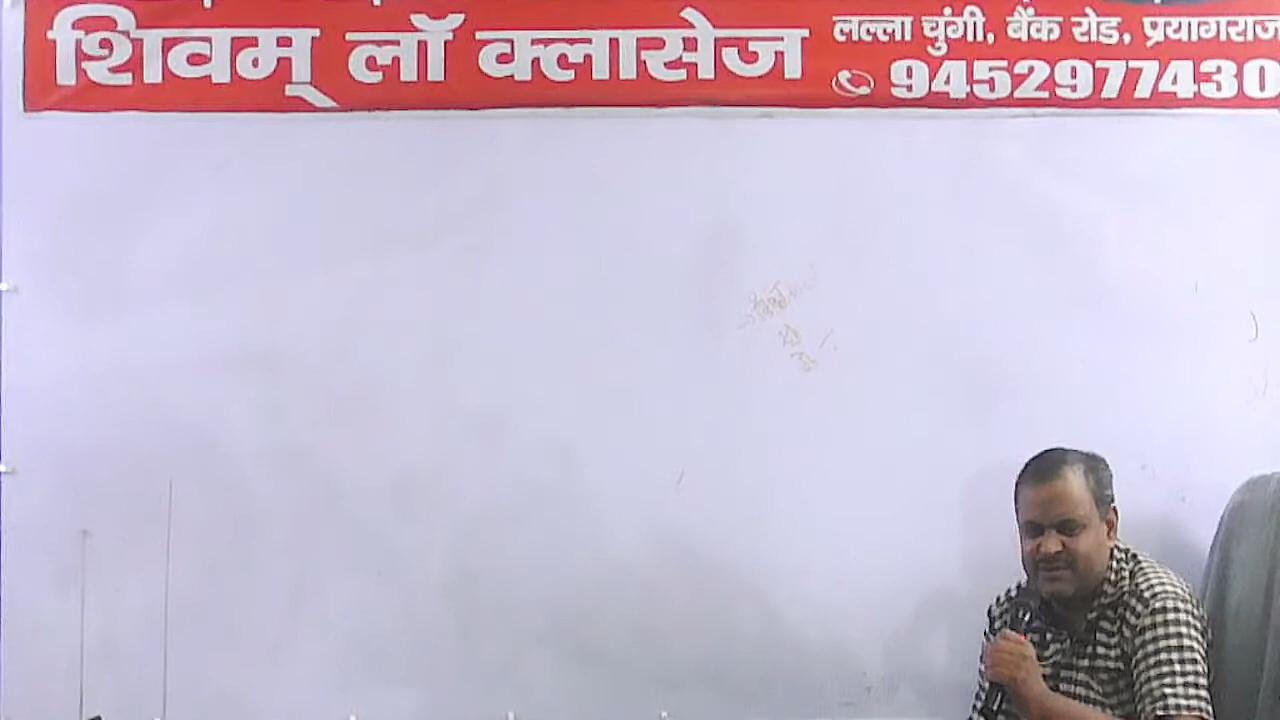 शिवम् लॉ क्लासेज
लल्ला चुंगी, बैंक रोड, प्रयागराज
9452977430